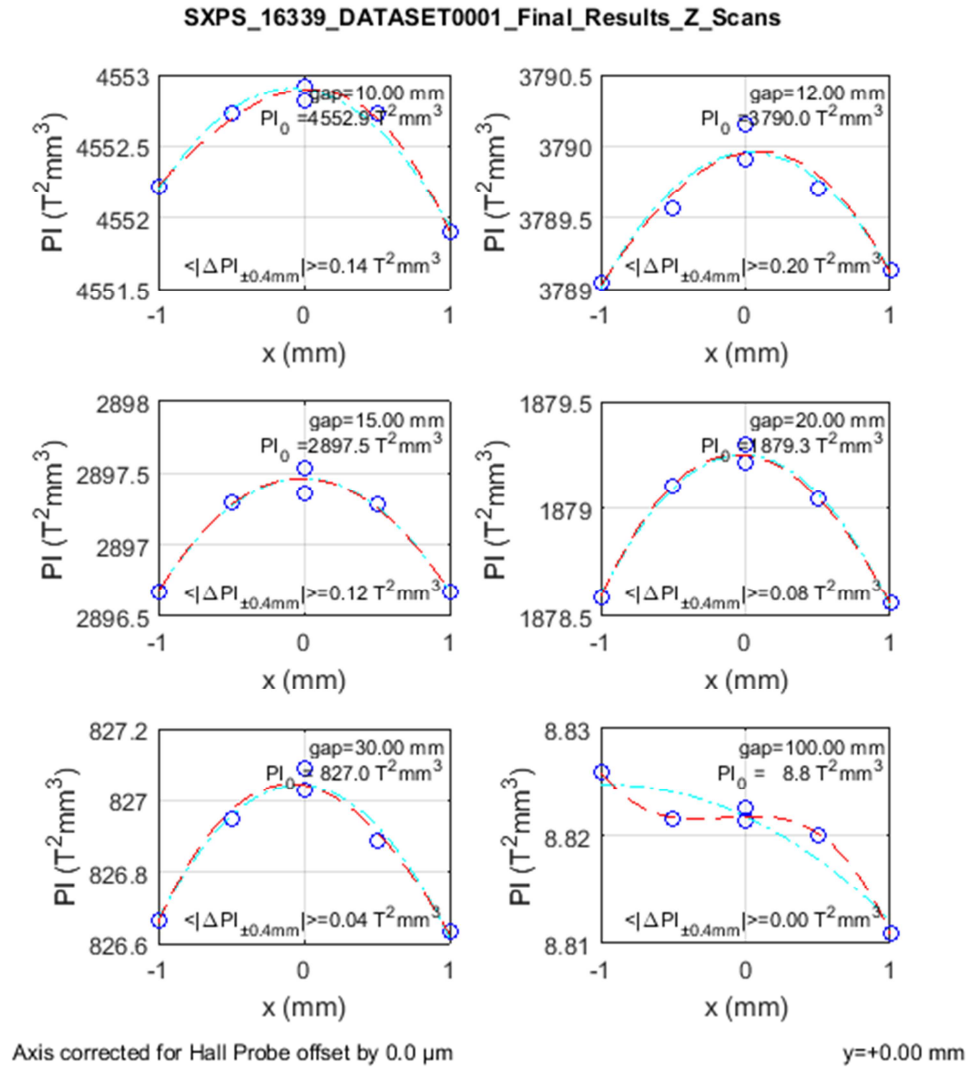 SXPS_16339_DATASET0001_Final_Results_Z_Scans
4553
4552.5
4552
4551.5
PI (T²mm³)
gap=10.00 mm
PI₀ =4552.9 T²mm³
<|ΔPI±0.4mm|>=0.14 T²mm³
-1 0 1
x (mm)
3790.5
3790
3789.5
3789
PI (T²mm³)
gap=12.00 mm
PI₀ =3790.0 T²mm³
<|ΔPI±0.4mm|>=0.20 T²mm³
-1 0 1
x (mm)
2898
2897.5
2897
2896.5
PI (T²mm³)
gap=15.00 mm
PI₀ =2897.5 T²mm³
<|ΔPI±0.4mm|>=0.12 T²mm³
-1 0 1
x (mm)
1879.5
1879
1878.5
PI (T²mm³)
gap=20.00 mm
PI₀ =1879.3 T²mm³
<|ΔPI±0.4mm|>=0.08 T²mm³
-1 0 1
x (mm)
827.2
827
826.8
826.6
PI (T²mm³)
gap=30.00 mm
PI₀ = 827.0 T²mm³
<|ΔPI±0.4mm|>=0.04 T²mm³
-1 0 1
x (mm)
8.83
8.82
8.81
PI (T²mm³)
gap=100.00 mm
PI₀ = 8.8 T²mm³
<|ΔPI±0.4mm|>=0.00 T²mm³
-1 0 1
x (mm)
Axis corrected for Hall Probe offset by 0.0 µm
y=+0.00 mm